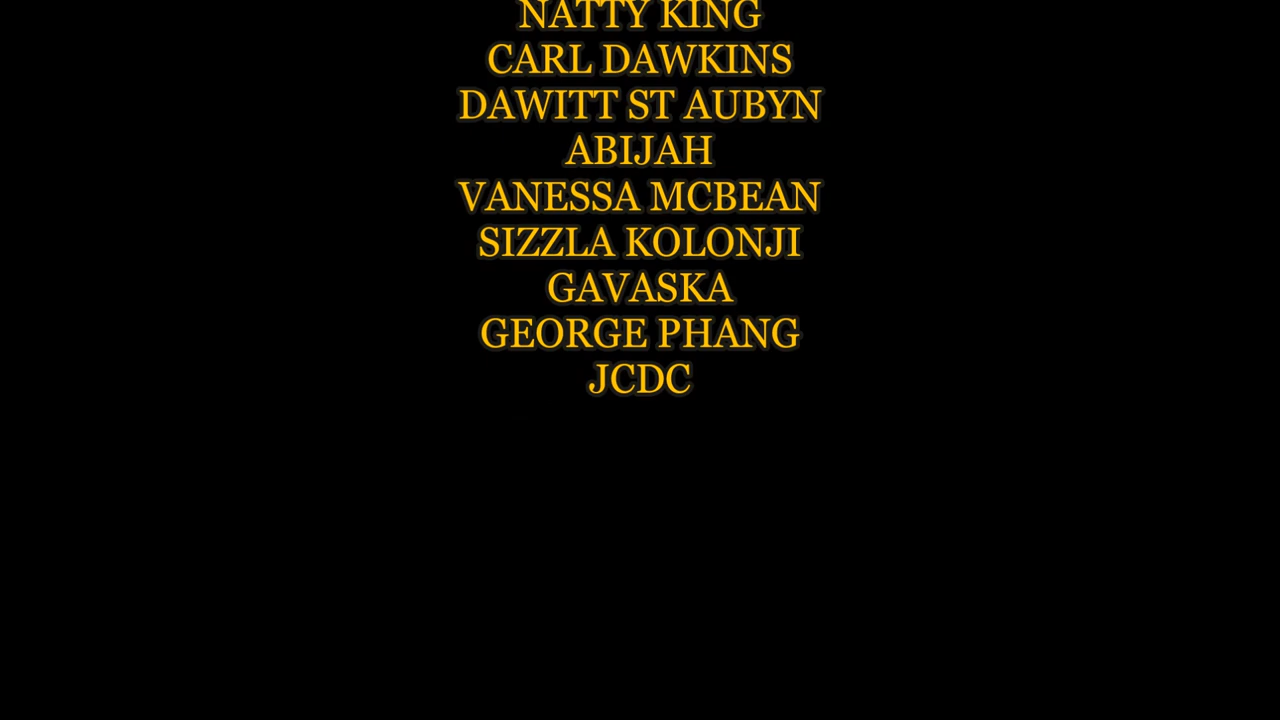 NATTY KING
CARL DAWKINS
DAWITT ST AUBYN
ABIJAH
VANESSA MCBEAN
SIZZLA KOLONJI
GAVASKA
GEORGE PHANG
JCDC